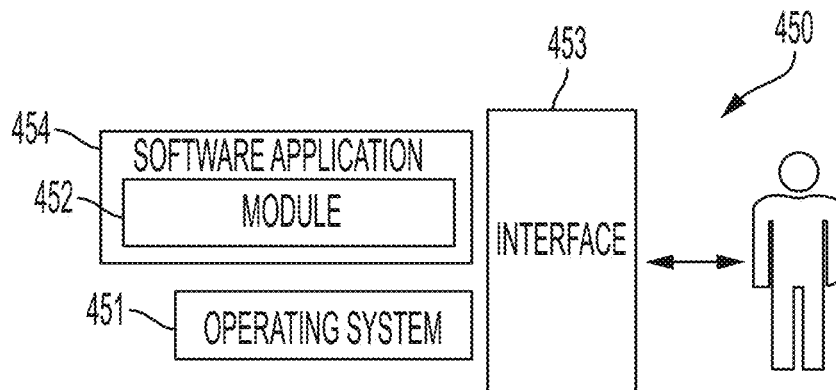 450
453
454
SOFTWARE APPLICATION
452
MODULE
INTERFACE
451
OPERATING SYSTEM